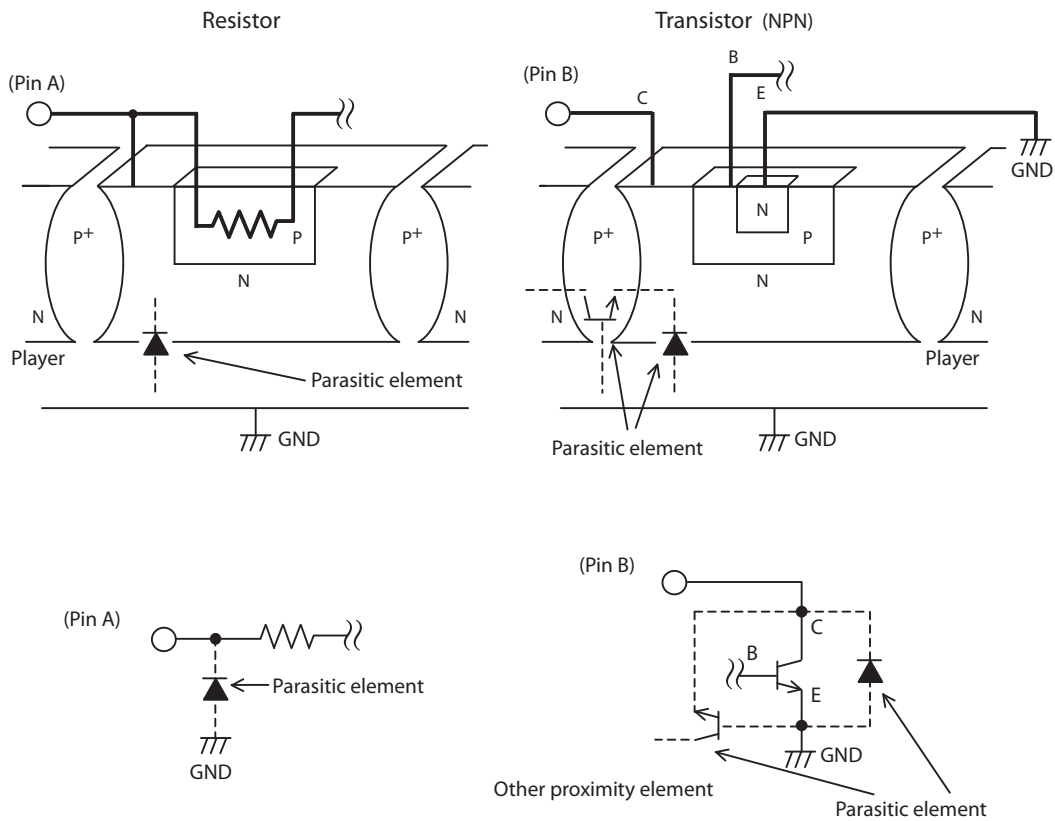 Resistor
Transistor (NPN)
(Pin A)
(Pin B)
B
C
E
GND
P+
P
P+
N
N
N
Player
Parasitic element
GND
P+
N
P
P+
N
N
N
Player
Parasitic element
GND
(Pin A)
Parasitic element
GND
(Pin B)
C
B
E
GND
Other proximity element
Parasitic element